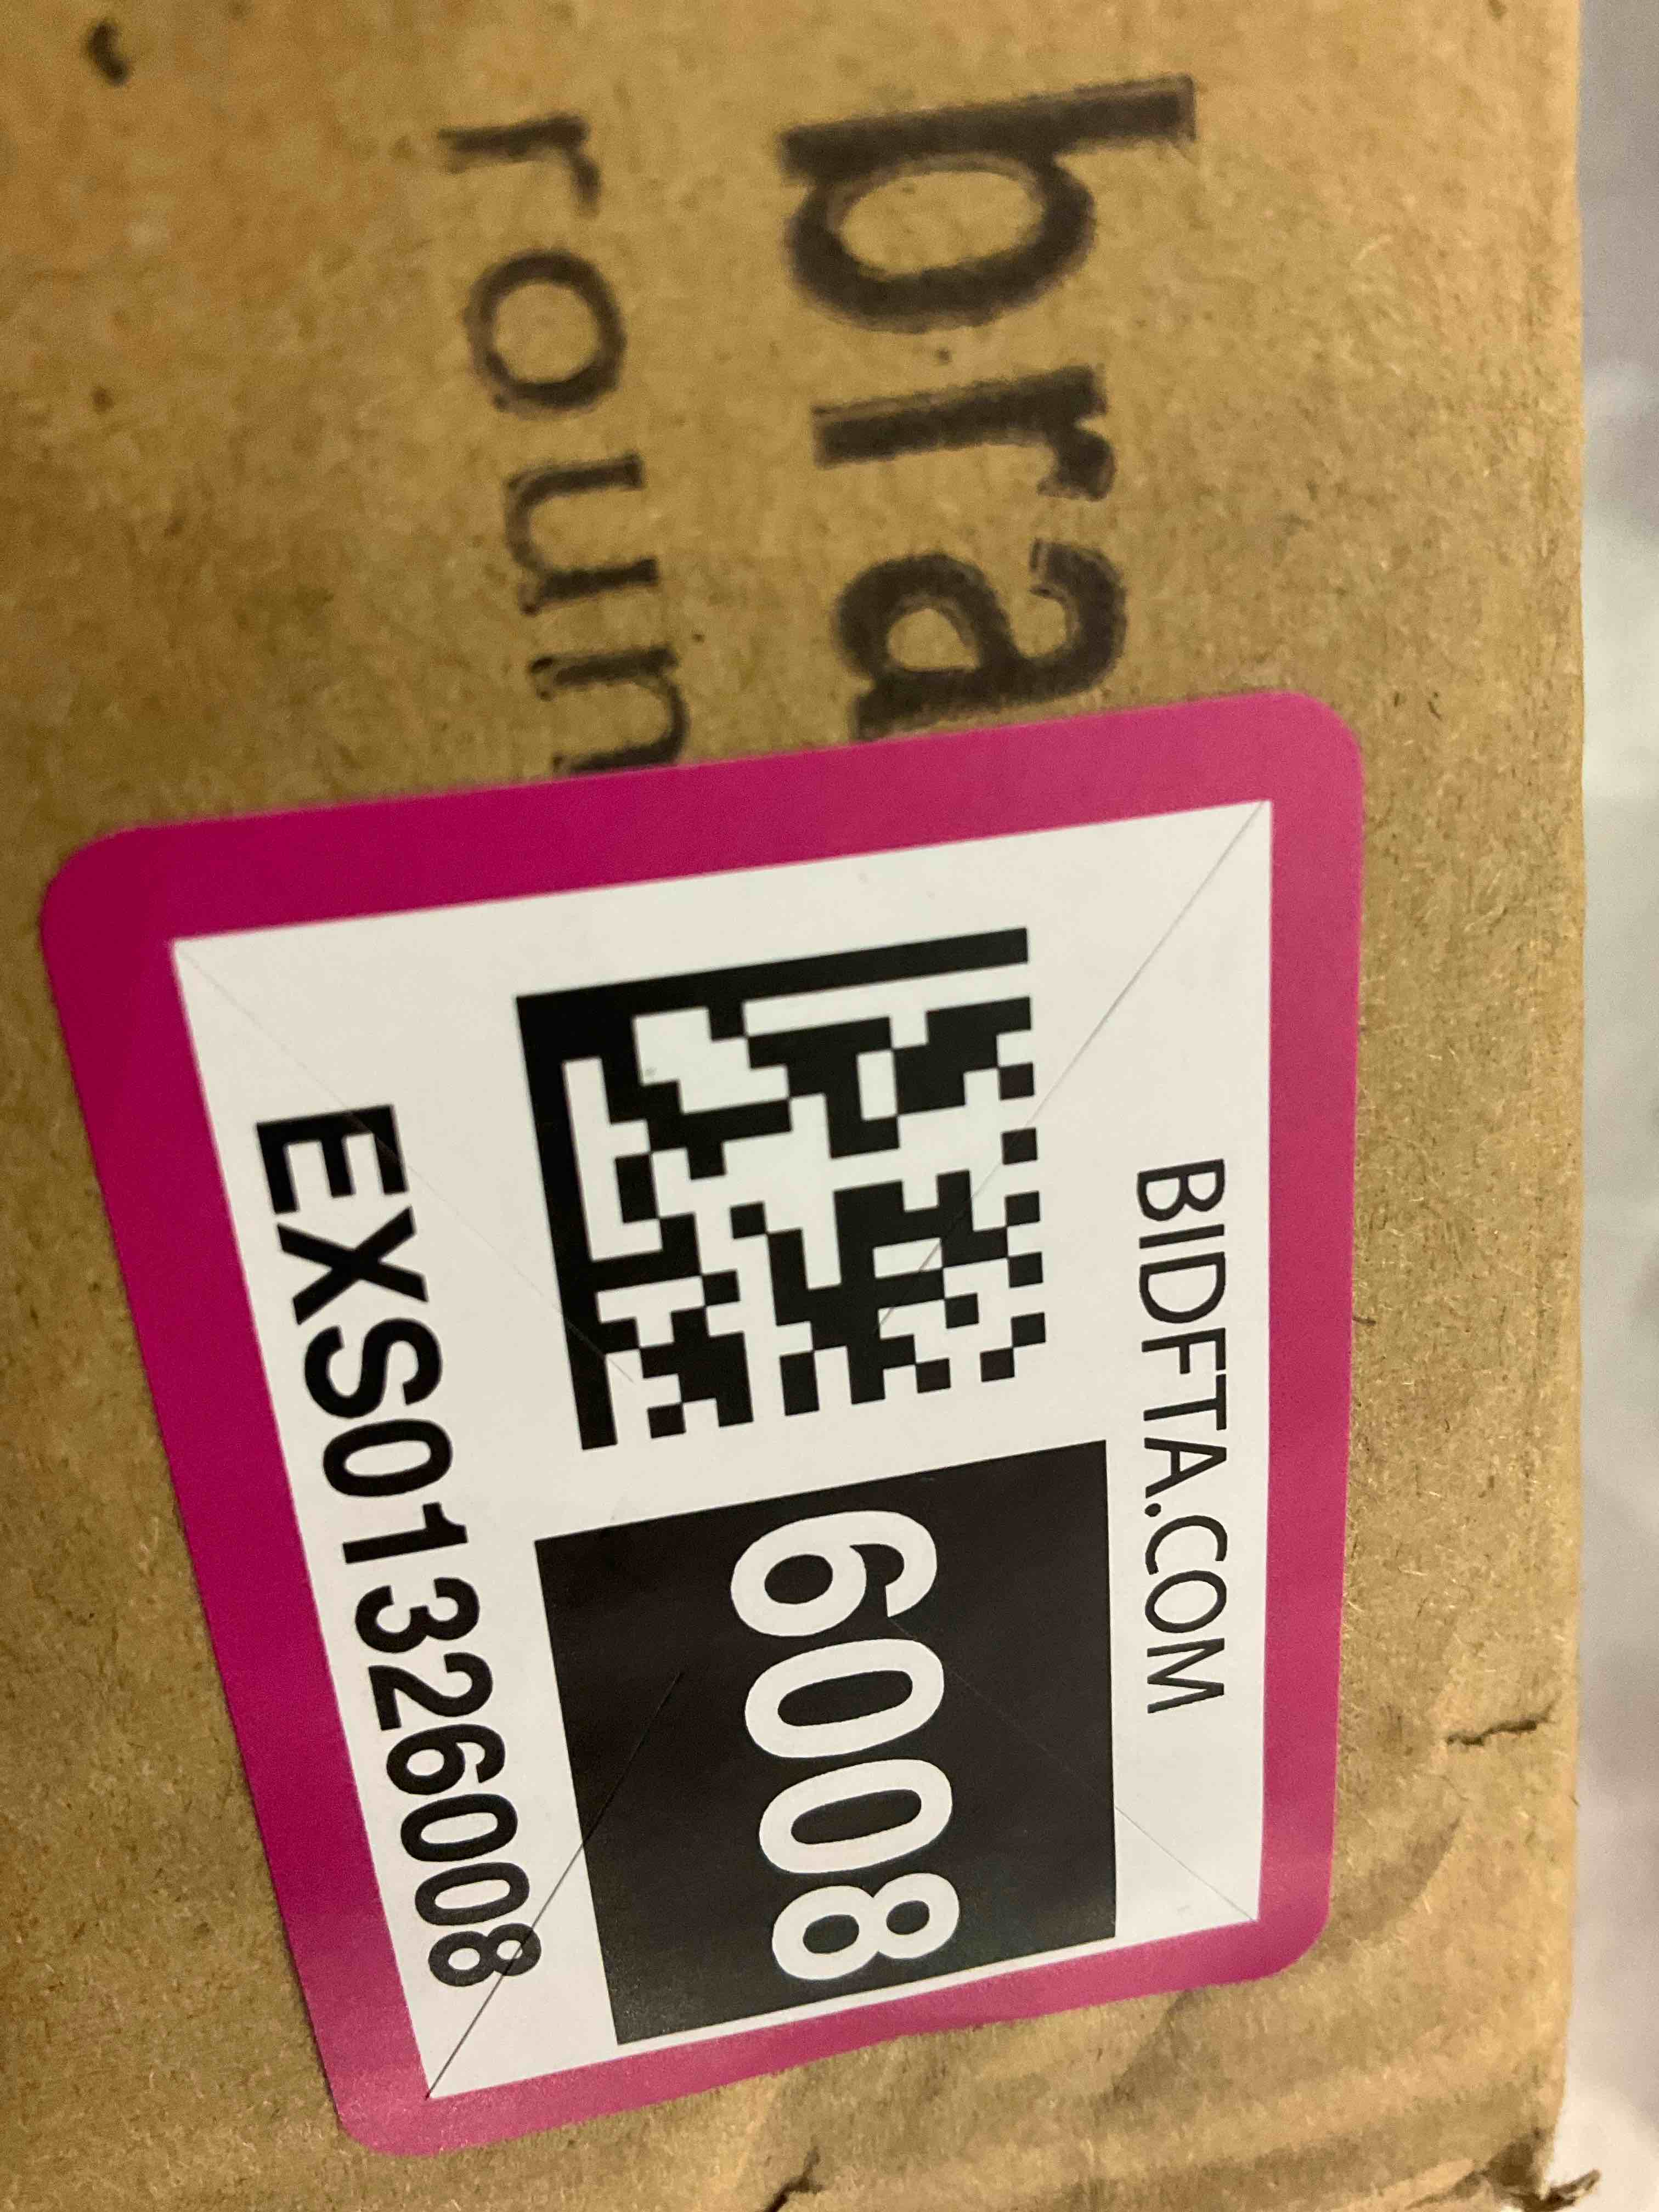 bra
roun
BIDFTA.COM
6008
EXS01326008